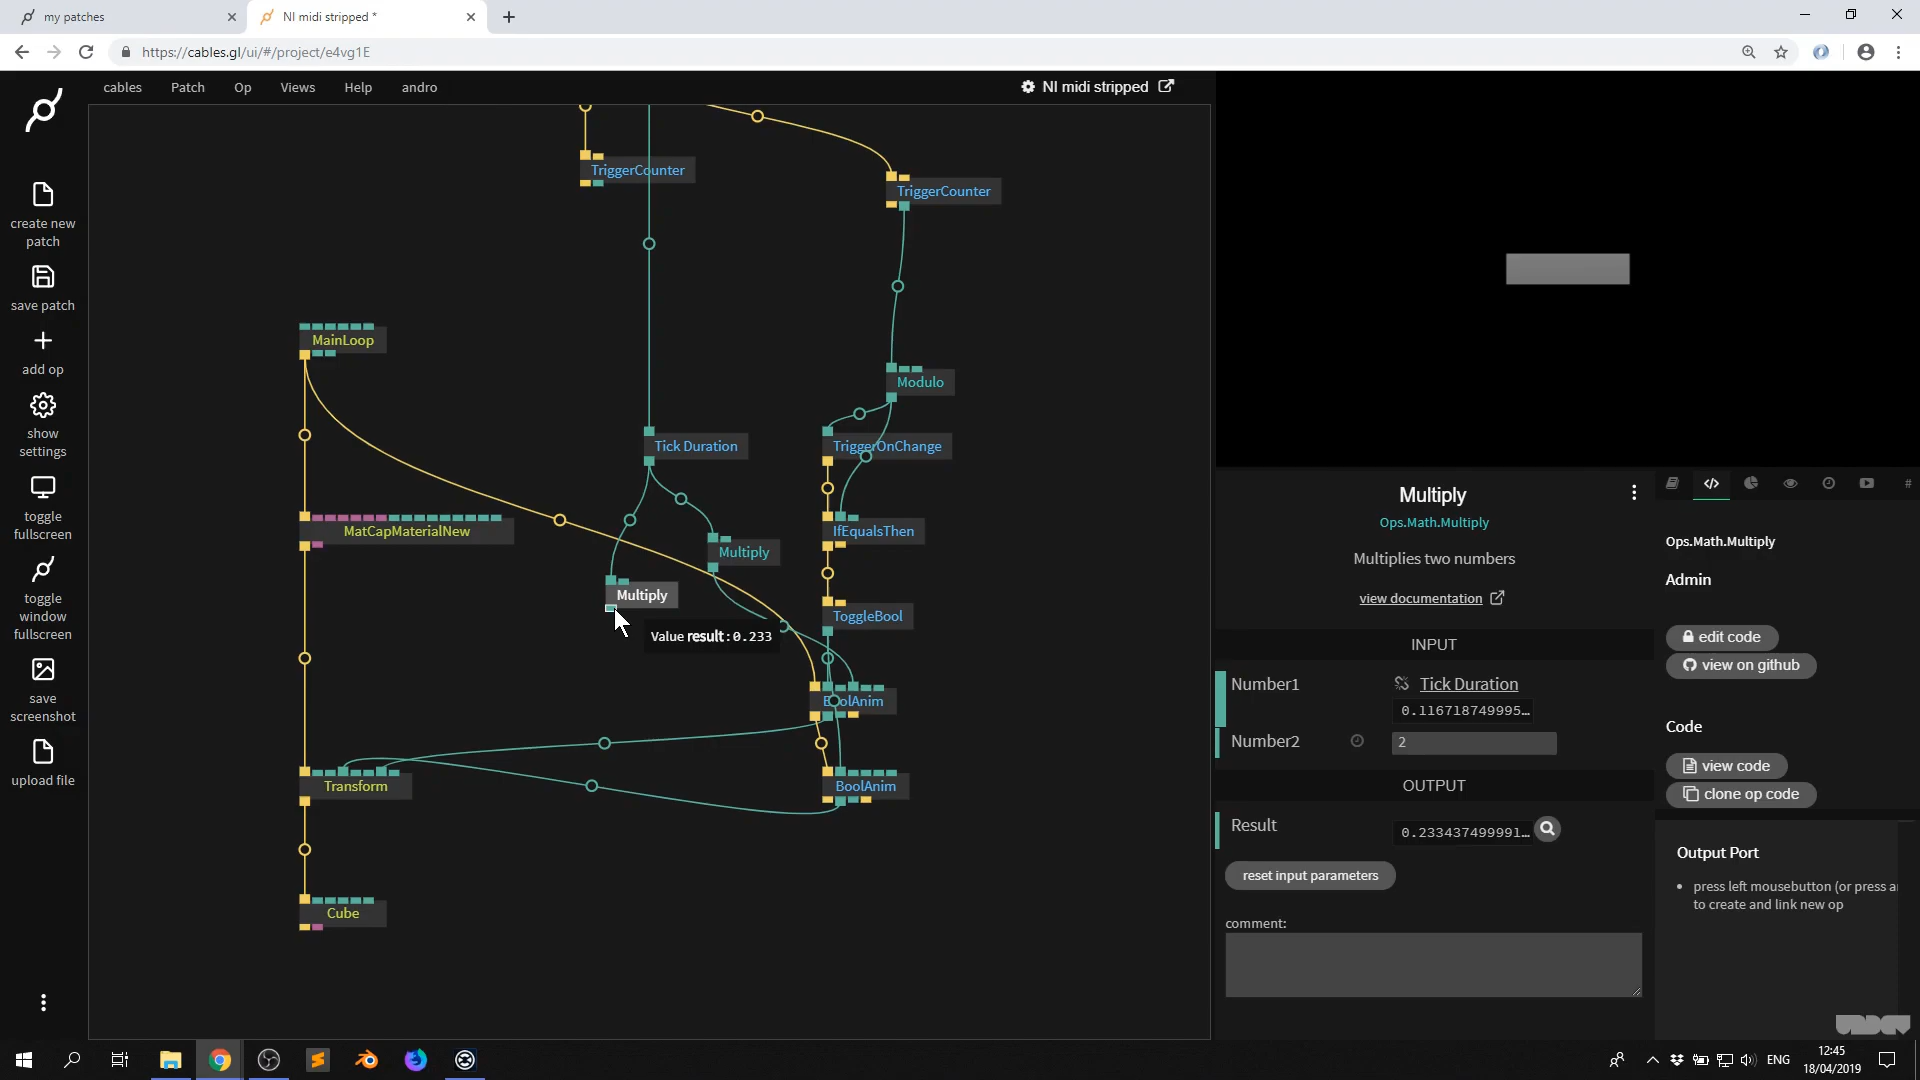 my patches
NI midi stripped *
https://cables.gl/ui/#/project/e4vg1E
cables
Patch
Op
Views
Help
andro
NI midi stripped
create new
patch
save patch
add op
show
settings
toggle
fullscreen
toggle
window
fullscreen
save
screenshot
upload file
TriggerCounter
TriggerCounter
MainLoop
Modulo
Tick Duration
TriggerOnChange
MatCapMaterialNew
IfEqualsThen
Multiply
Multiply
ToggleBool
Value result:0.233
BoolAnim
Transform
BoolAnim
Cube
Multiply
Ops.Math.Multiply
Multiplies two numbers
view documentation
INPUT
Number1
Tick Duration
0.116718749995…
Number2
2
OUTPUT
Result
0.233437499991…
reset input parameters
comment:
#
Ops.Math.Multiply
Admin
edit code
view on github
Code
view code
clone op code
Output Port
press left mousebutton (or press a
to create and link new op
ENG
12:45
18/04/2019